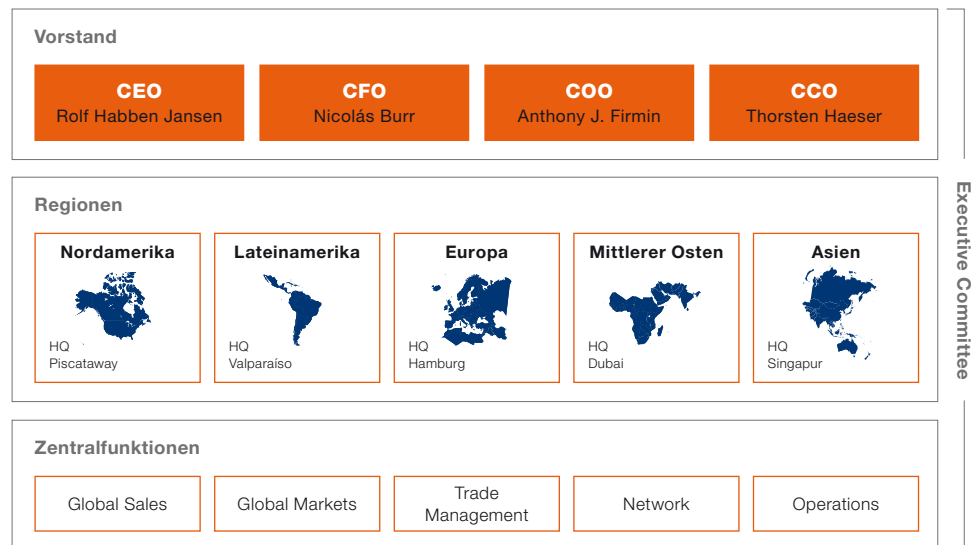 Vorstand
CEO
Rolf Habben Jansen
CFO
Nicolás Burr
COO
Anthony J. Firmin
CCO
Thorsten Haeser
Regionen
Nordamerika
HQ
Piscataway
Lateinamerika
HQ
Valparaíso
Europa
HQ
Hamburg
Mittlerer Osten
HQ
Dubai
Asien
HQ
Singapur
Zentralfunktionen
Global Sales
Global Markets
Trade
Management
Network
Operations
Executive Committee